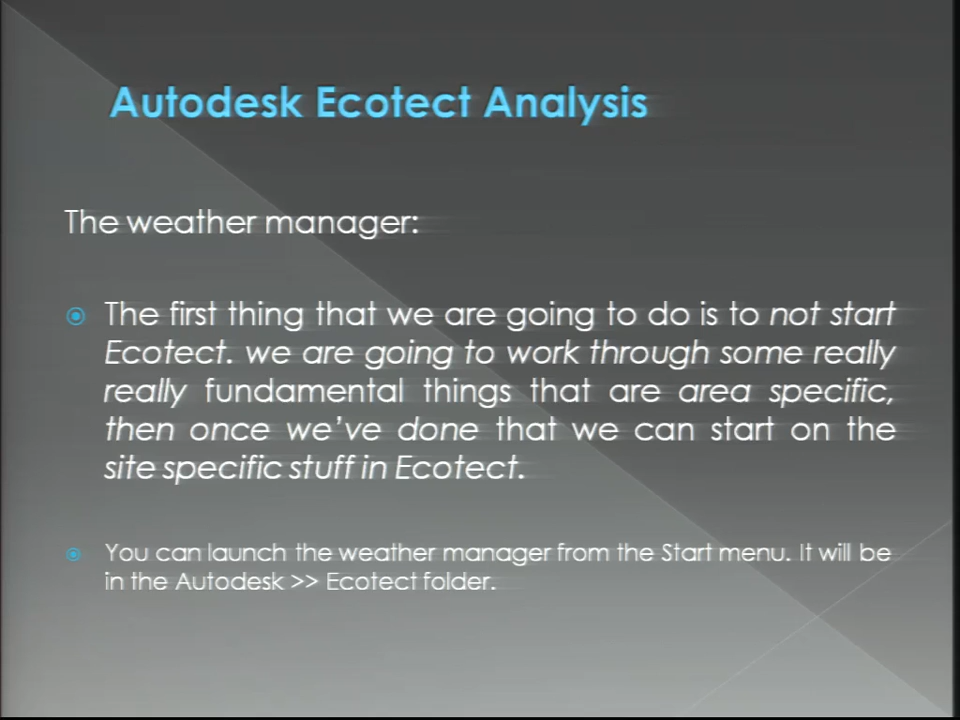 Autodesk Ecotect Analysis
The weather manager:
The first thing that we are going to do is to not start
Ecotect. we are going to work through some really
really fundamental things that are area specific,
then once we've done that we can start on the
site specific stuff in Ecotect.
You can launch the weather manager from the Start menu. It will be
in the Autodesk >> Ecotect folder.